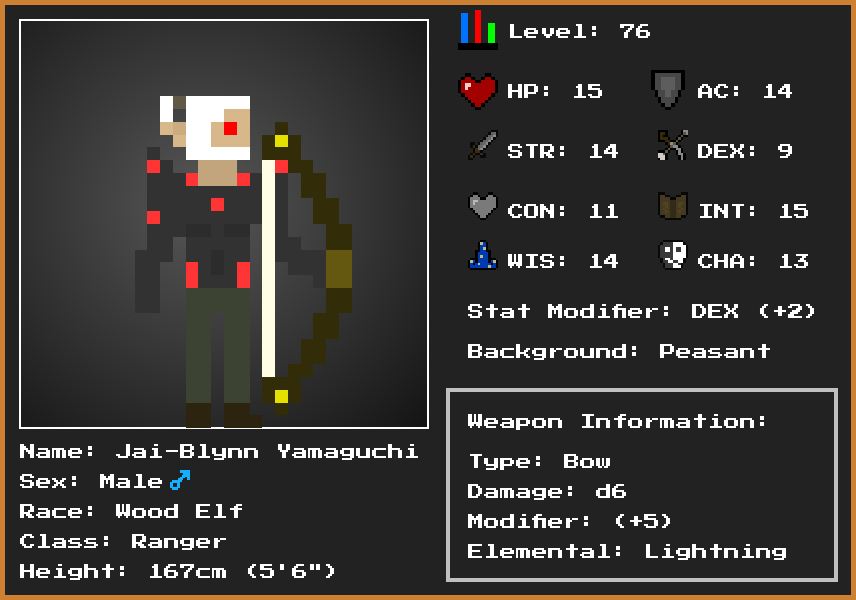 Level: 76
HP: 15
AC: 14
STR: 14
DEX: 9
CON: 11
INT: 15
WIS: 14
CHA: 13
Stat Modifier: DEX (+2)
Background: Peasant
Weapon Information:
Type: Bow
Damage: d6
Modifier: (+5)
Elemental: Lightning
Name: Jai-Blynn Yamaguchi
Sex: Male♂
Race: Wood Elf
Class: Ranger
Height: 167cm (5'6")